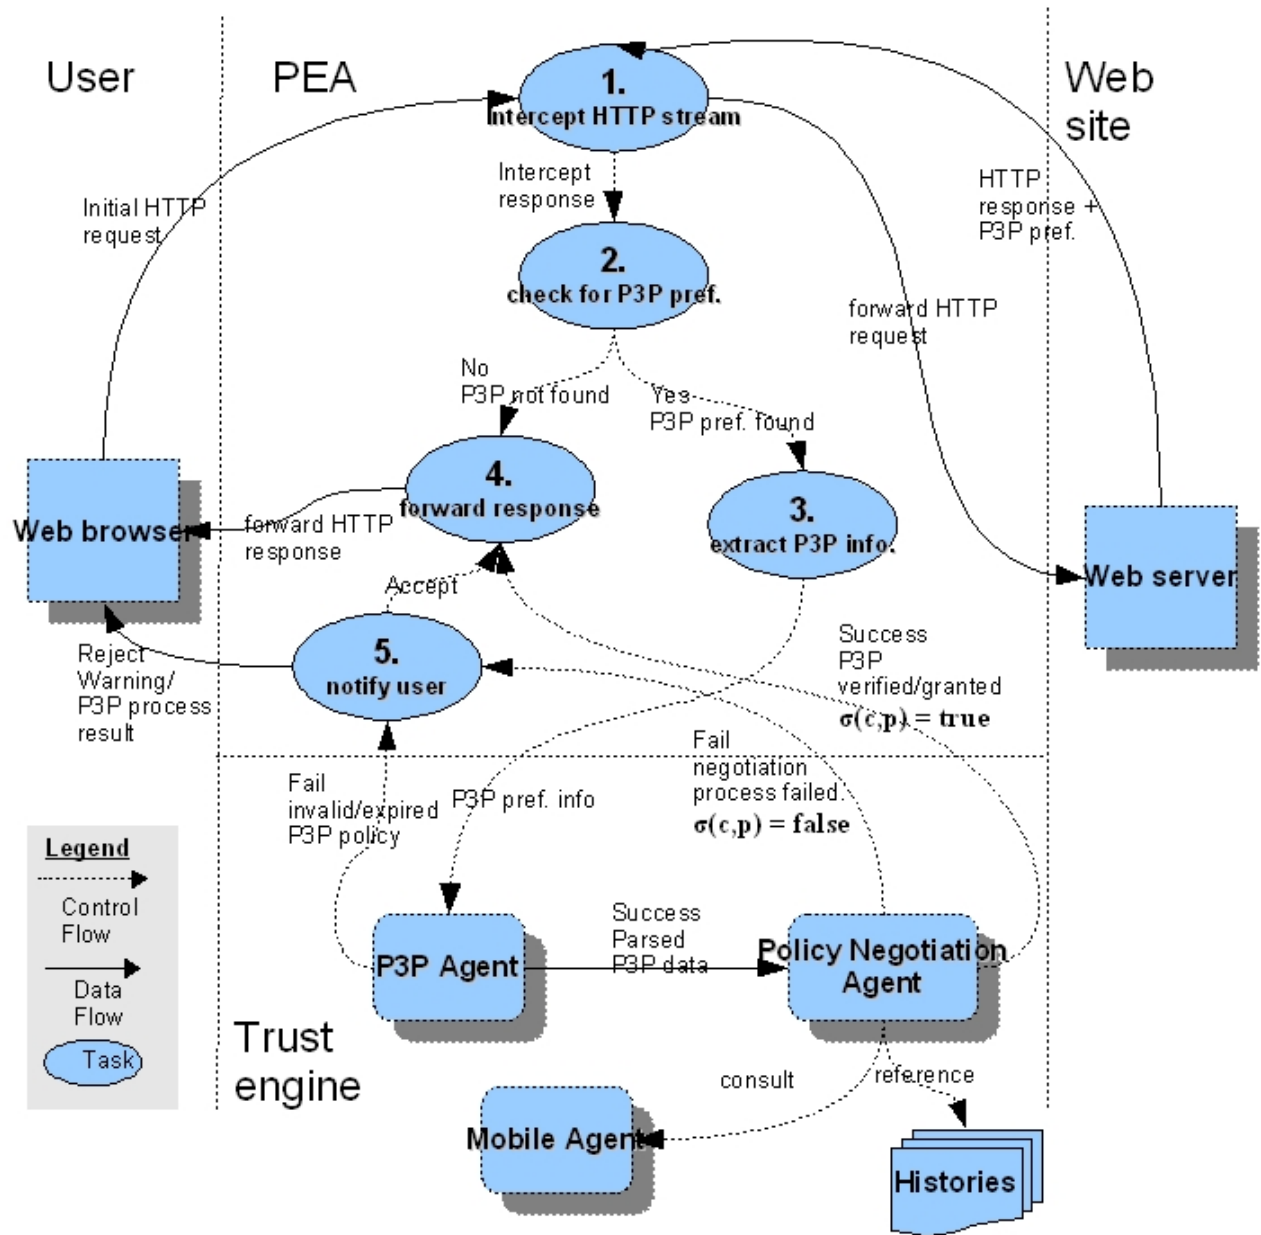 User
PEA
Web
site
1.
Intercept HTTP stream
Intercept
response
HTTP
response +
P3P pref.
Initial HTTP
request
2.
check for P3P pref.
forward HTTP
request
No
P3P not found
Yes
P3P pref. found
4.
forward response
3.
extract P3P info.
Web browser
forward HTTP
response
Web server
Accept
5.
notify user
Reject
Warning/
P3P process
result
Success
P3P
verified/granted
σ(c,p) = true
Fail
negotiation
process failed.
σ(c,p) = false
Fail
invalid/expired
P3P policy
P3P pref. info
Legend
Control
Flow
Data
Flow
Task
P3P Agent
Success
Parsed
P3P data
Policy Negotiation
Agent
Trust
engine
consult
reference
Mobile Agent
Histories